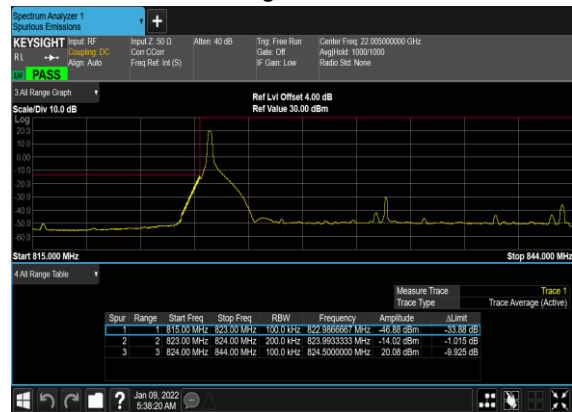 Spectrum Analyzer 1
Spurious Emissions
KEYSIGHT Input: RF Input Z: 50 Ω Atten: 40 dB Trig: Free Run Center Freq: 22.005000000 GHz
RL Coupling: DC Corr CCorr Gate: Off Avg|Hold: 1000/1000
Align: Auto Freq Ref: Int (S) IF Gain: Low Radio Std: None
PASS
3 All Range Graph
Ref Lvl Offset 4.00 dB
Scale/Div 10.0 dB Ref Value 30.00 dBm
Log
20.0
10.0
0.00
-10.0
-20.0
-30.0
-40.0
-50.0
-60.0
Start 815.000 MHz Stop 844.000 MHz
4 All Range Table
Measure Trace Trace 1
Trace Type Trace Average (Active)
Spur Range Start Freq Stop Freq RBW Frequency Amplitude ΔLimit
1 1 815.00 MHz 823.00 MHz 100.0 kHz 822.9866667 MHz -46.88 dBm -33.88 dB
2 2 823.00 MHz 824.00 MHz 200.0 kHz 823.9933333 MHz -14.02 dBm -1.015 dB
3 3 824.00 MHz 844.00 MHz 100.0 kHz 824.5000000 MHz 20.08 dBm -9.925 dB
Jan 09, 2022
5:38:20 AM